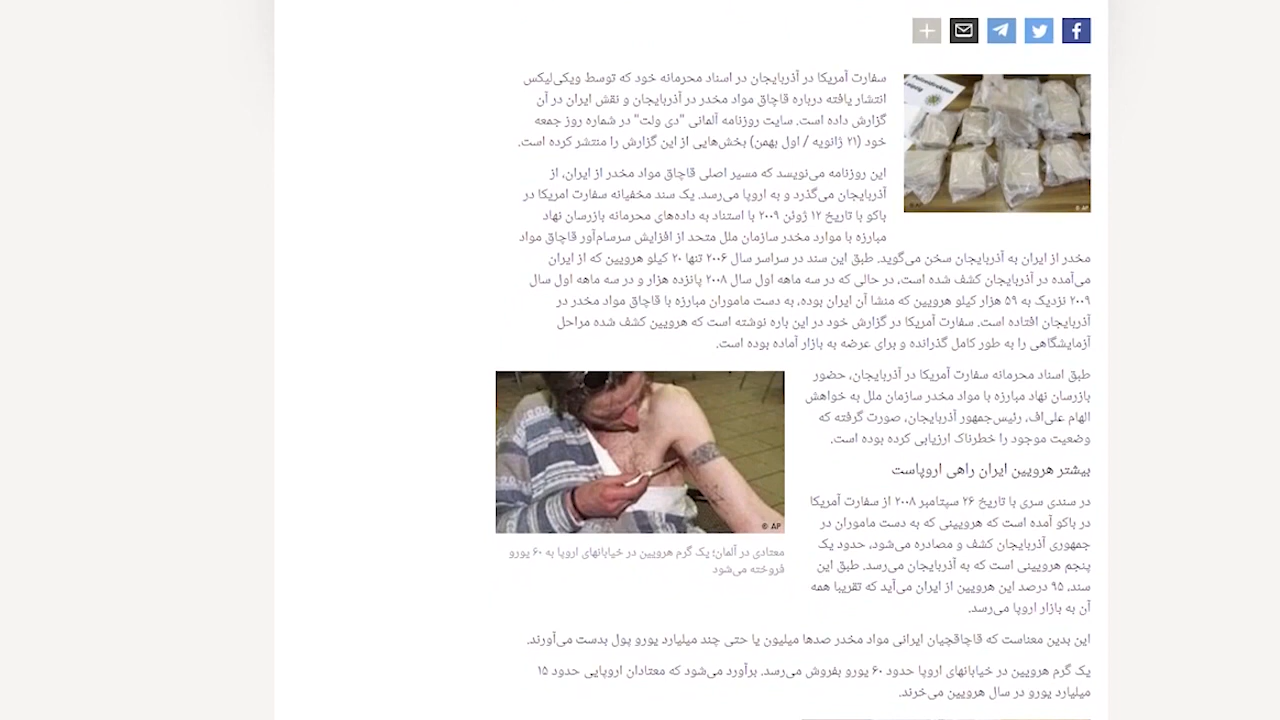 سفارت آمریکا در آذربایجان در اسناد محرمانه خود که توسط ویکی‌لیکس
انتشار یافته درباره قاچاق مواد مخدر در آذربایجان و نقش ایران در آن
گزارش داده است. سایت روزنامه آلمانی "دی ولت" در شماره روز جمعه
خود (۲۱ ژانویه / اول بهمن) بخش‌هایی از این گزارش را منتشر کرده است.
این روزنامه می‌نویسد که مسیر اصلی قاچاق مواد مخدر از ایران، از
آذربایجان می‌گذرد و به اروپا می‌رسد. یک سند مخفیانه سفارت امریکا در
باکو با تاریخ ۱۲ ژوئن ۲۰۰۹ با استناد به داده‌های محرمانه بازرسان نهاد
مبارزه با موارد مخدر سازمان ملل متحد از افزایش سرسام‌آور قاچاق مواد
مخدر از ایران به آذربایجان سخن می‌گوید. طبق این سند در سراسر سال ۲۰۰۶ تنها ۲۰ کیلو هرویین که از ایران
می‌آمده در آذربایجان کشف شده است، در حالی که در سه ماهه اول سال ۲۰۰۸ پانزده هزار و در سه ماهه اول سال
۲۰۰۹ نزدیک به ۵۹ هزار کیلو هرویین که منشا آن ایران بوده، به دست ماموران مبارزه با قاچاق مواد مخدر در
آذربایجان افتاده است. سفارت آمریکا در گزارش خود در این باره نوشته است که هرویین کشف شده مراحل
آزمایشگاهی را به طور کامل گذرانده و برای عرضه به بازار آماده بوده است.
طبق اسناد محرمانه سفارت آمریکا در آذربایجان، حضور
بازرسان نهاد مبارزه با مواد مخدر سازمان ملل به خواهش
الهام علی‌اف، رئیس‌جمهور آذربایجان، صورت گرفته که
وضعیت موجود را خطرناک ارزیابی کرده بوده است.
بیشتر هرویین ایران راهی اروپاست
در سندی سری با تاریخ ۲۶ سپتامبر ۲۰۰۸ از سفارت آمریکا
در باکو آمده است که هرویینی که به دست ماموران در
جمهوری آذربایجان کشف و مصادره می‌شود، حدود یک
پنجم هرویینی است که به آذربایجان می‌رسد. طبق این
سند، ۹۵ درصد این هرویین از ایران می‌آید که تقریبا همه
آن به بازار اروپا می‌رسد.
© AP
معتادی در آلمان؛ یک گرم هرویین در خیابانهای اروپا به ۶۰ یورو
فروخته می‌شود
این بدین معناست که قاچاقچیان ایرانی مواد مخدر صدها میلیون یا حتی چند میلیارد یورو پول بدست می‌آورند.
یک گرم هرویین در خیابانهای اروپا حدود ۶۰ یورو بفروش می‌رسد. برآورد می‌شود که معتادان اروپایی حدود ۱۵
میلیارد یورو در سال هرویین می‌خرند.